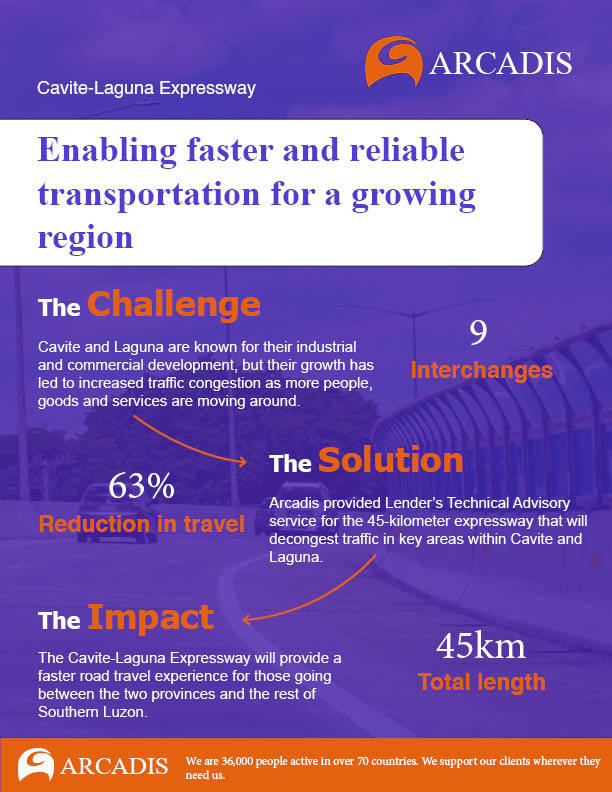 ARCADIS
Cavite-Laguna Expressway
Enabling faster and reliable
transportation for a growing
region
The Challenge
Cavite and Laguna are known for their industrial
and commercial development, but their growth has
led to increased traffic congestion as more people,
goods and services are moving around.
9
Interchanges
The Solution
Arcadis provided Lender’s Technical Advisory
service for the 45-kilometer expressway that will
decongest traffic in key areas within Cavite and
Laguna.
63%
Reduction in travel
The Impact
The Cavite-Laguna Expressway will provide a
faster road travel experience for those going
between the two provinces and the rest of
Southern Luzon.
45km
Total length
ARCADIS
We are 36,000 people active in over 70 countries. We support our clients wherever they
need us.